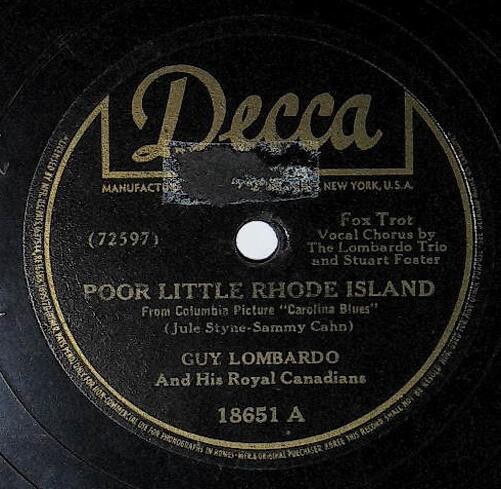 Decca
MANUFACTU NEW YORK, U.S.A.
Fox Trot
(72597)
Vocal Chorus by
The Lombardo Trio
and Stuart Foster
POOR LITTLE RHODE ISLAND
From Columbia Picture "Carolina Blues"
(Jule Styne-Sammy Cahn)
GUY LOMBARDO
And His Royal Canadians
18651 A